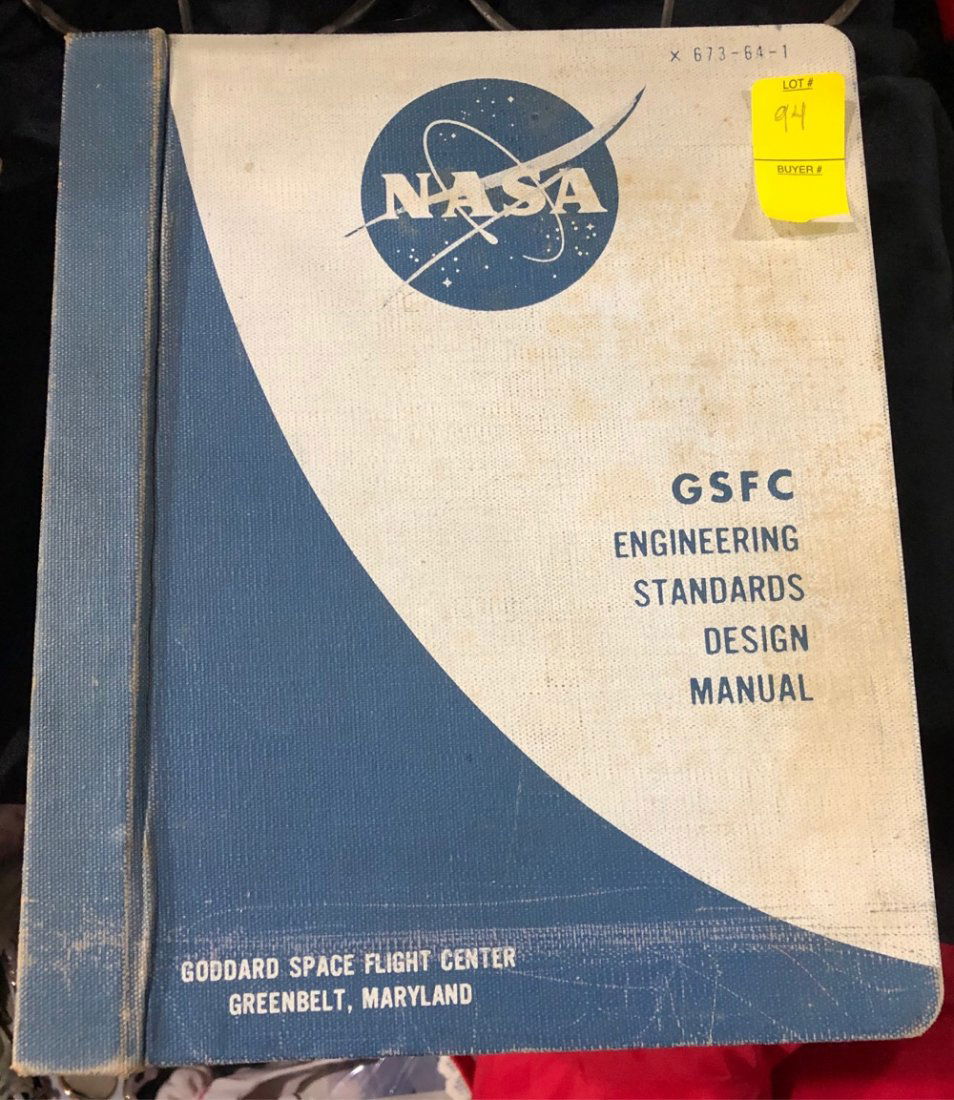 X 673-64-1
LOT #
94
BUYER #
NASA
GSFC
ENGINEERING
STANDARDS
DESIGN
MANUAL
GODDARD SPACE FLIGHT CENTER
GREENBELT, MARYLAND